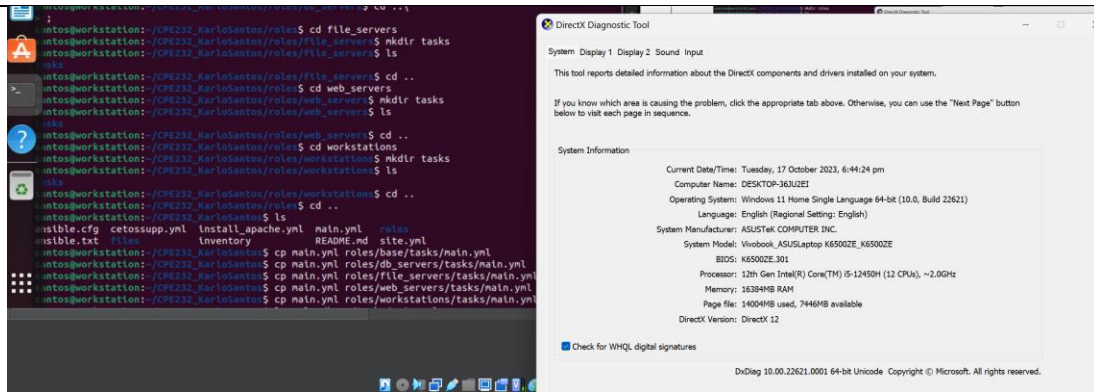 santos@workstation:~/CPE232_KarloSantos/roles/db_servers$ cd ..\
;
santos@workstation:~/CPE232_KarloSantos/roles$ cd file_servers
santos@workstation:~/CPE232_KarloSantos/roles/file_servers$ mkdir tasks
santos@workstation:~/CPE232_KarloSantos/roles/file_servers$ ls
tasks
santos@workstation:~/CPE232_KarloSantos/roles/file_servers$ cd ..
santos@workstation:~/CPE232_KarloSantos/roles$ cd web_servers
santos@workstation:~/CPE232_KarloSantos/roles/web_servers$ mkdir tasks
santos@workstation:~/CPE232_KarloSantos/roles/web_servers$ ls
tasks
santos@workstation:~/CPE232_KarloSantos/roles/web_servers$ cd ..
santos@workstation:~/CPE232_KarloSantos/roles$ cd workstations
santos@workstation:~/CPE232_KarloSantos/roles/workstations$ mkdir tasks
santos@workstation:~/CPE232_KarloSantos/roles/workstations$ ls
tasks
santos@workstation:~/CPE232_KarloSantos/roles/workstations$ cd ..
santos@workstation:~/CPE232_KarloSantos/roles$ cd ..
santos@workstation:~/CPE232_KarloSantos$ ls
ansible.cfg cetossupp.yml install_apache.yml main.yml roles
ansible.txt files inventory README.md site.yml
santos@workstation:~/CPE232_KarloSantos$ cp main.yml roles/base/tasks/main.yml
santos@workstation:~/CPE232_KarloSantos$ cp main.yml roles/db_servers/tasks/main.yml
santos@workstation:~/CPE232_KarloSantos$ cp main.yml roles/file_servers/tasks/main.yml
santos@workstation:~/CPE232_KarloSantos$ cp main.yml roles/web_servers/tasks/main.yml
santos@workstation:~/CPE232_KarloSantos$ cp main.yml roles/workstations/tasks/main.yml
DirectX Diagnostic Tool
System Display 1 Display 2 Sound Input
This tool reports detailed information about the DirectX components and drivers installed on your system.
If you know which area is causing the problem, click the appropriate tab above. Otherwise, you can use the "Next Page" button
below to visit each page in sequence.
System Information
Current Date/Time: Tuesday, 17 October 2023, 6:44:24 pm
Computer Name: DESKTOP-36JU2EI
Operating System: Windows 11 Home Single Language 64-bit (10.0, Build 22621)
Language: English (Regional Setting: English)
System Manufacturer: ASUSTeK COMPUTER INC.
System Model: Vivobook_ASUSLaptop K6500ZE_K6500ZE
BIOS: K6500ZE.301
Processor: 12th Gen Intel(R) Core(TM) i5-12450H (12 CPUs), ~2.0GHz
Memory: 16384MB RAM
Page file: 14004MB used, 7446MB available
DirectX Version: DirectX 12
Check for WHQL digital signatures
DxDiag 10.00.22621.0001 64-bit Unicode Copyright © Microsoft. All rights reserved.